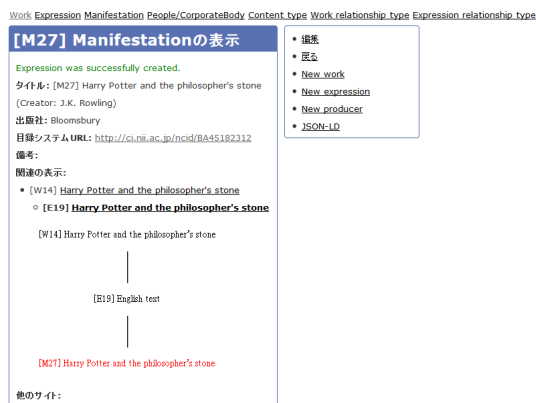 Work Expression Manifestation People/CorporateBody Content type Work relationship type Expression relationship type
[M27] Manifestationの表示
Expression was successfully created.
タイトル: [M27] Harry Potter and the philosopher's stone
(Creator: J.K. Rowling)
出版社: Bloomsbury
目録システムURL: http://ci.nii.ac.jp/ncid/BA45182312
備考:
関連の表示:
[W14] Harry Potter and the philosopher's stone
[E19] Harry Potter and the philosopher's stone
[W14] Harry Potter and the philosopher's stone
[E19] English text
[M27] Harry Potter and the philosopher's stone
他のサイト:
編集
戻る
New work
New expression
New producer
JSON-LD